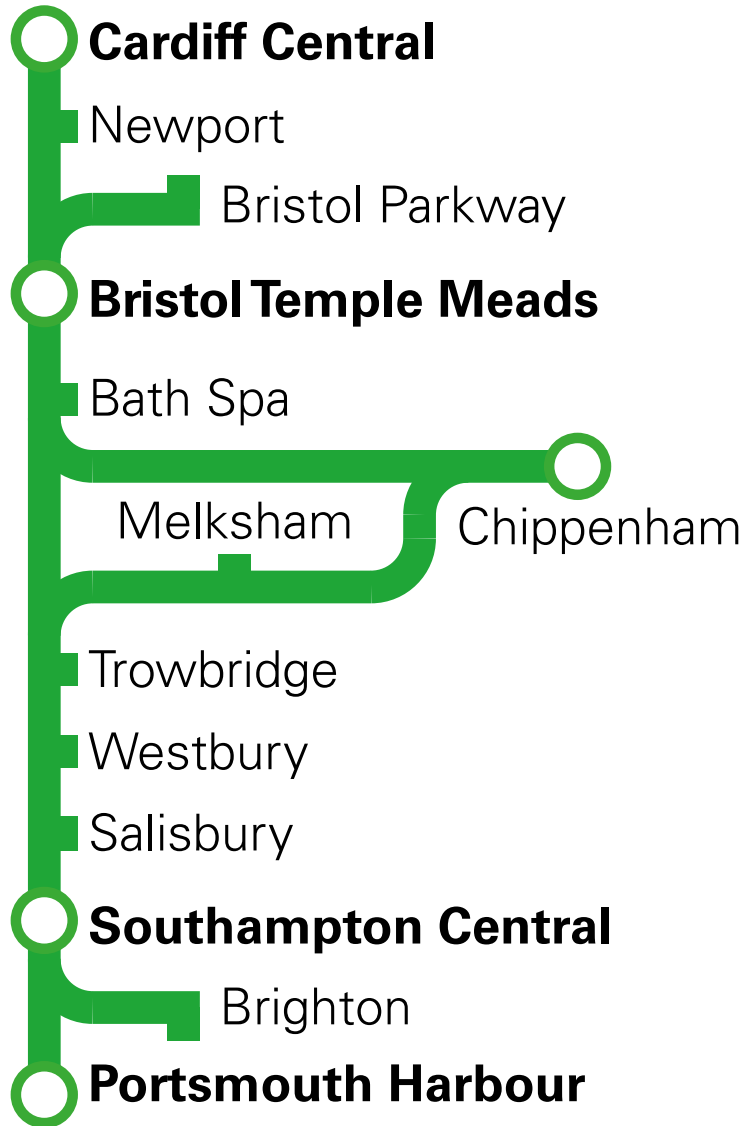 Cardiff Central
Newport
Bristol Parkway
Bristol Temple Meads
Bath Spa
Melksham
Chippenham
Trowbridge
Westbury
Salisbury
Southampton Central
Brighton
Portsmouth Harbour